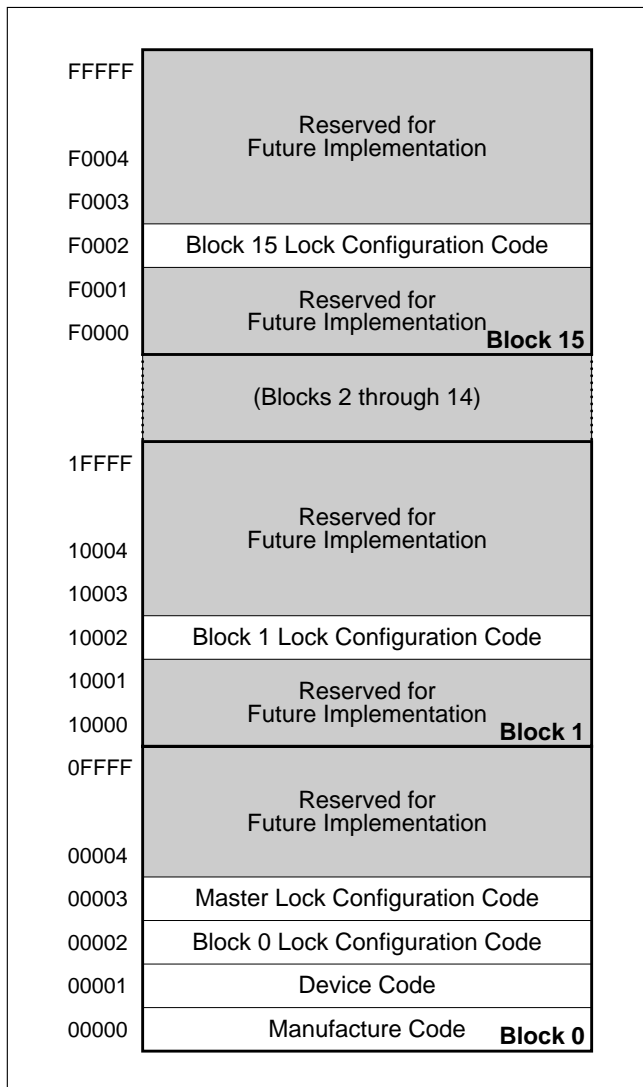 FFFFF
Reserved for
Future Implementation
F0004
F0003
F0002 Block 15 Lock Configuration Code
F0001
Reserved for
Future Implementation
F0000
Block 15
(Blocks 2 through 14)
1FFFF
Reserved for
Future Implementation
10004
10003
10002 Block 1 Lock Configuration Code
10001
Reserved for
Future Implementation
10000
Block 1
0FFFF
Reserved for
Future Implementation
00004
00003 Master Lock Configuration Code
00002 Block 0 Lock Configuration Code
00001 Device Code
00000 Manufacture Code Block 0